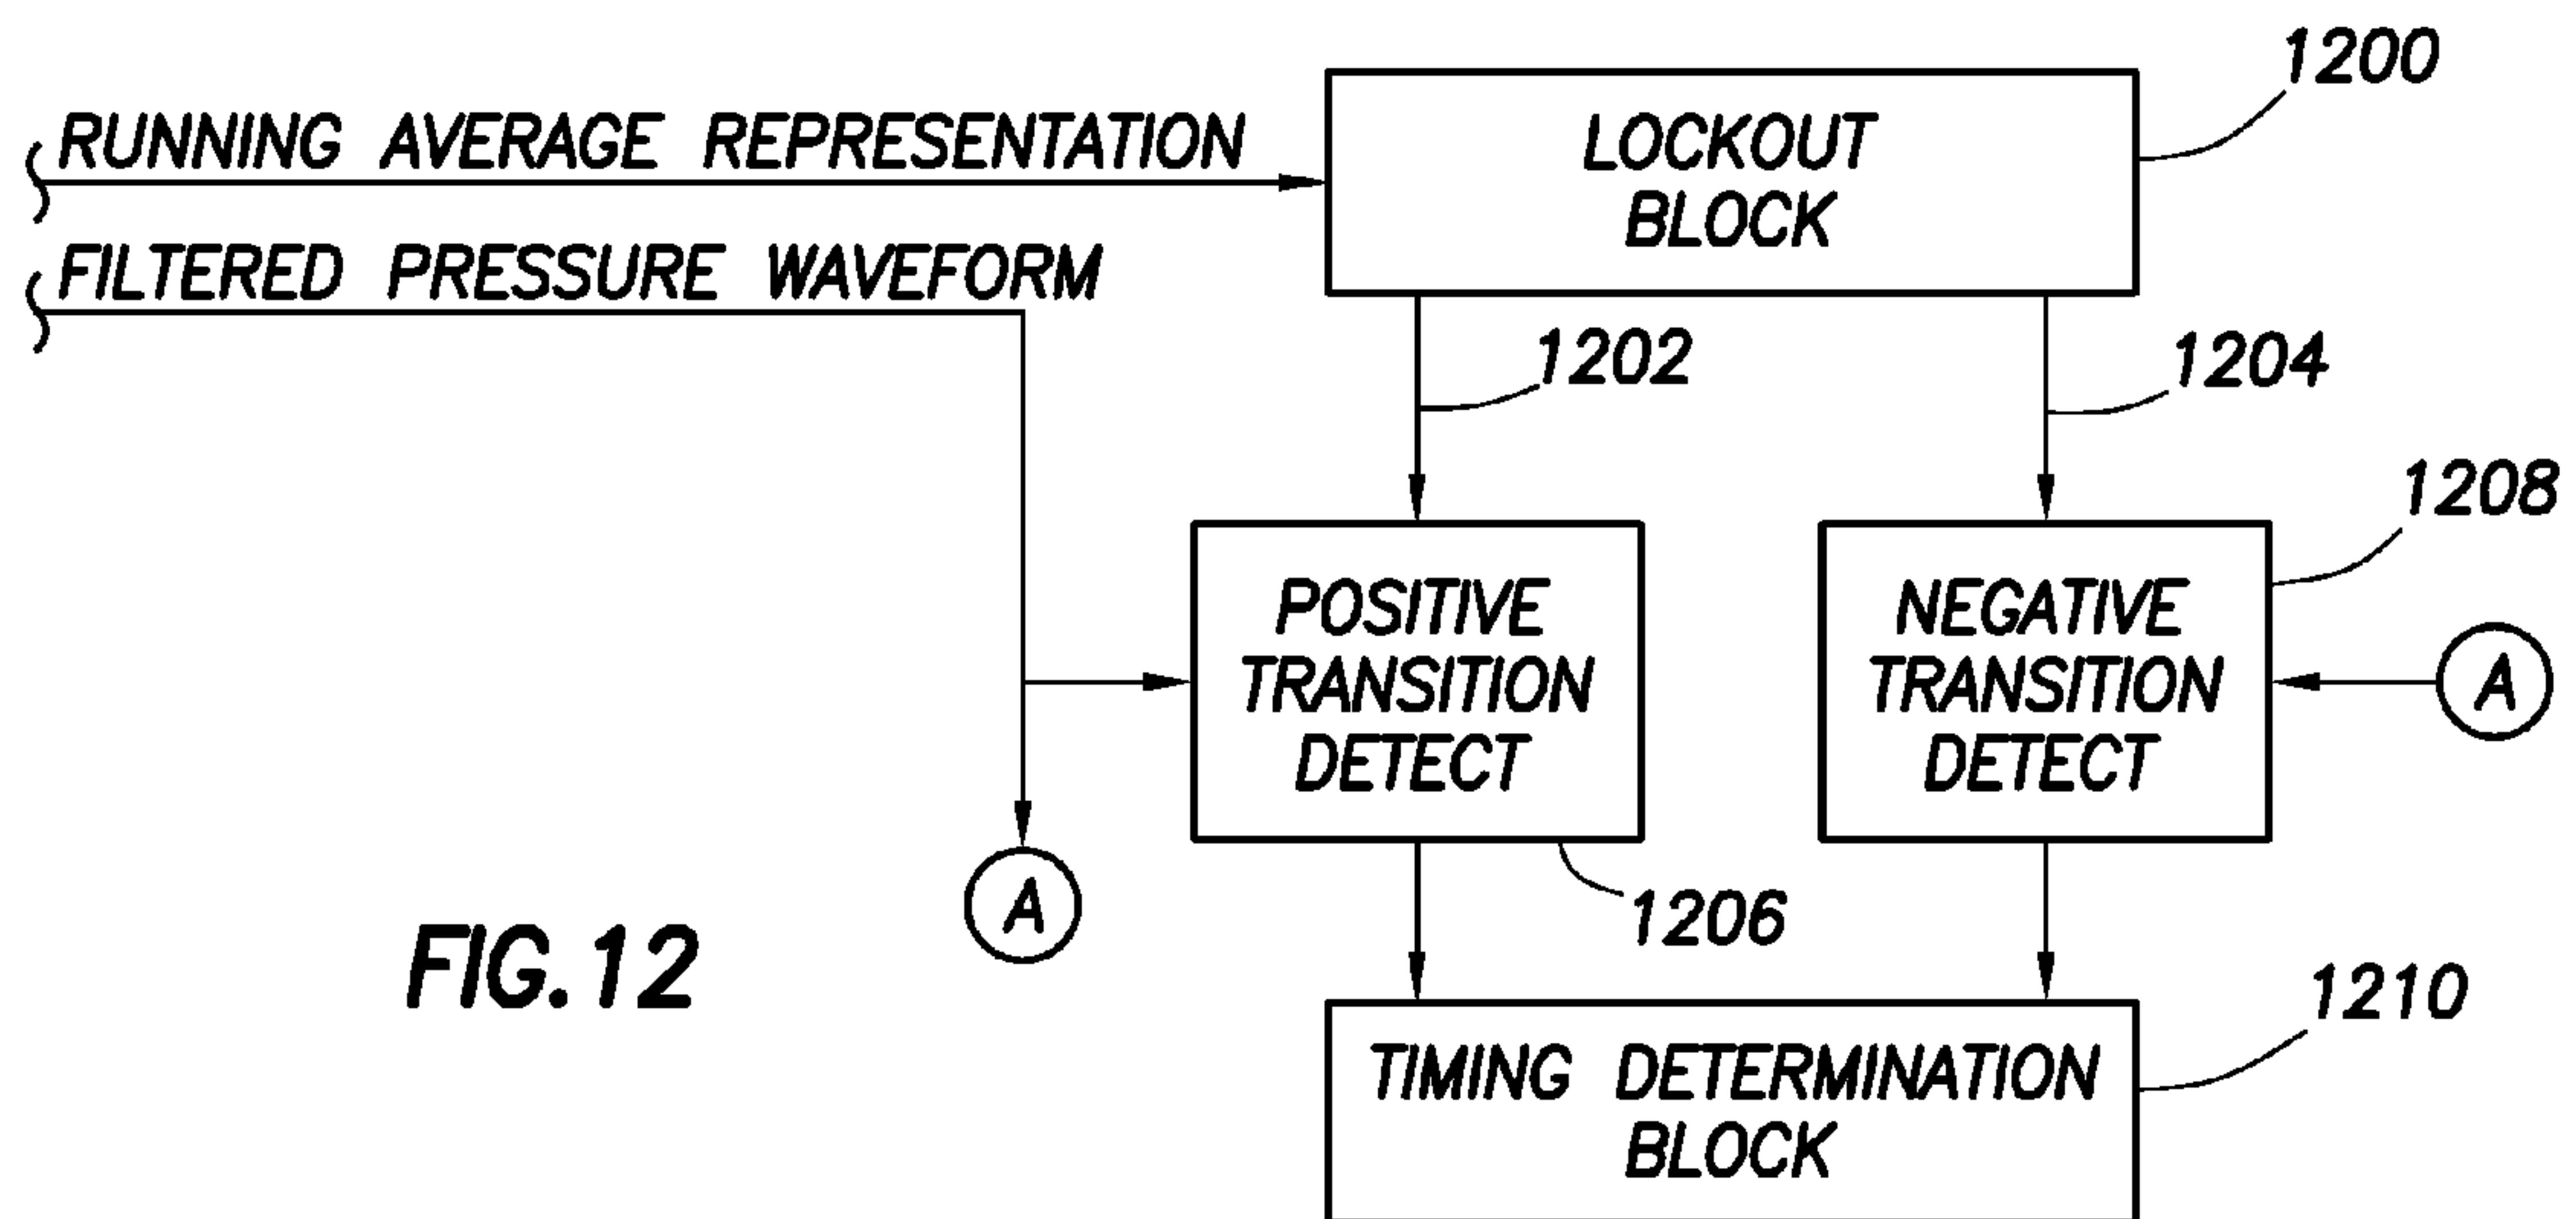 1200
RUNNING AVERAGE REPRESENTATION
LOCKOUT
BLOCK
FILTERED PRESSURE WAVEFORM
1202
1204
1208
POSITIVE
TRANSITION
DETECT
NEGATIVE
TRANSITION
DETECT
A
A
1206
FIG.12
1210
TIMING DETERMINATION
BLOCK